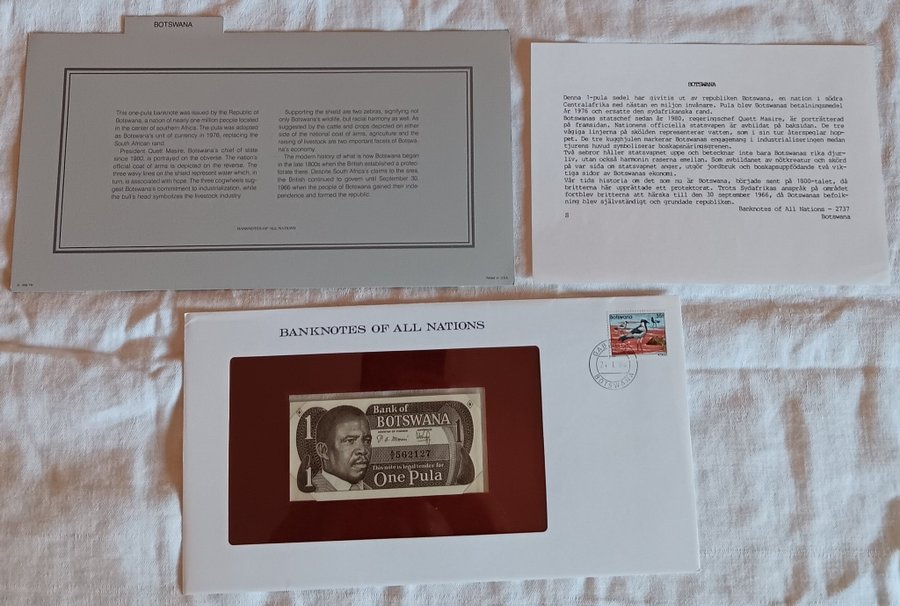 BOTSWANA
This one-pula banknote was issued by the Republic of
Botswana, a nation of nearly one million people located
in the center of southern Africa. The pula was adopted
as Botswana's unit of currency in 1976, replacing the
South African rand.
President Quett Masire, Botswana's chief of state
since 1980, is portrayed on the obverse. The nation's
official coat of arms is depicted on the reverse. The
three wavy lines on the shield represent water which, in
turn, is associated with hope. The three cogwheels sug-
gest Botswana's commitment to industrialization, while
the bull's head symbolizes the livestock industry.
Supporting the shield are two zebras, signifying not
only Botswana's wildlife, but racial harmony as well. As
suggested by the cattle and crops depicted on either
side of the national coat of arms, agriculture and the
raising of livestock are two important facets of Botswa-
na's economy.
The modern history of what is now Botswana began
in the late 1800s when the British established a protec-
torate there. Despite South Africa's claims to the area,
the British continued to govern until September 30,
1966 when the people of Botswana gained their inde-
pendence and formed the republic.
BANKNOTES OF ALL NATIONS
Printed in U.S.A.
BOTSWANA
Denna 1-pula sedel har givitis ut av republiken Botswana, en nation i södra
Centralafrika med nästan en miljon invånare. Pula blev Botswanas betalningsmedel
år 1976 och ersatte den sydafrikanska rand.
Botswanas statschef sedan år 1980, regeringschef Quett Masire, är porträtterad
på framsidan. Nationens officiella statsvapen är avbildat på baksidan. De tre
vågiga linjerna på skölden representerar vatten, som i sin tur återspeglar hop-
pet. De tre kugghjulen markerar Botswanas engagemang i industrialiseringen medan
tjurens huvud symboliserar boskapsnäringsgrenen.
Två sebror håller statsvapnet uppe och betecknar inte bara Botswanas rika djur-
liv, utan också harmonin raserna emellan. Som avbildandet av nötkreatur och skörd
på var sida om statsvapnet anger, utgör jordbruk och boskapsuppfödande två vik-
tiga sidor av Botswanas ekonomi.
Vår tids historia om det som nu är Botswana, började sent på 1800-talet, då
britterna här upprättade ett protektorat. Trots Sydafrikas anspråk på området
fortblev britterna att härska till den 30 september 1966, då Botswanas befolk-
ning blev självständigt och grundade republiken.
Banknotes of All Nations - 2737
Botswana
S
BANKNOTES OF ALL NATIONS
Botswana
BOTSWANA
1
Bank of
BOTSWANA
1
502127
This note is legal tender for
One Pula
1